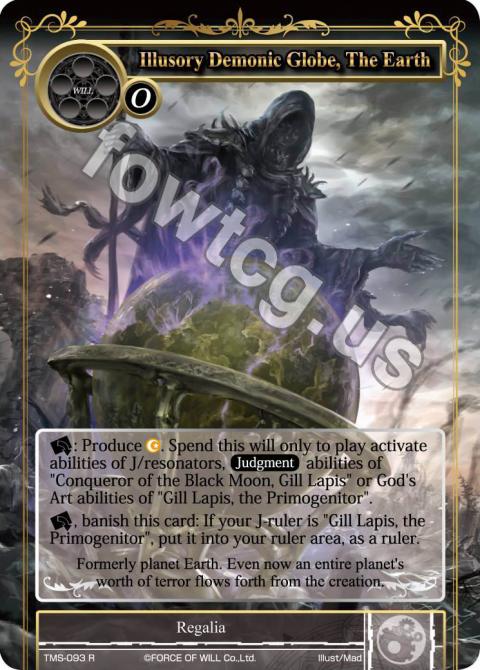 Illusory Demonic Globe, The Earth
WILL
0
fowtcg.us
: Produce . Spend this will only to play activate
abilities of J/resonators, Judgment abilities of
"Conqueror of the Black Moon, Gill Lapis" or God's
Art abilities of "Gill Lapis, the Primogenitor".
, banish this card: If your J-ruler is "Gill Lapis, the
Primogenitor", put it into your ruler area, as a ruler.
Formerly planet Earth. Even now an entire planet's
worth of terror flows forth from the creation.
Regalia
TMS-093 R ©FORCE OF WILL Co.,Ltd. Illust/Mad